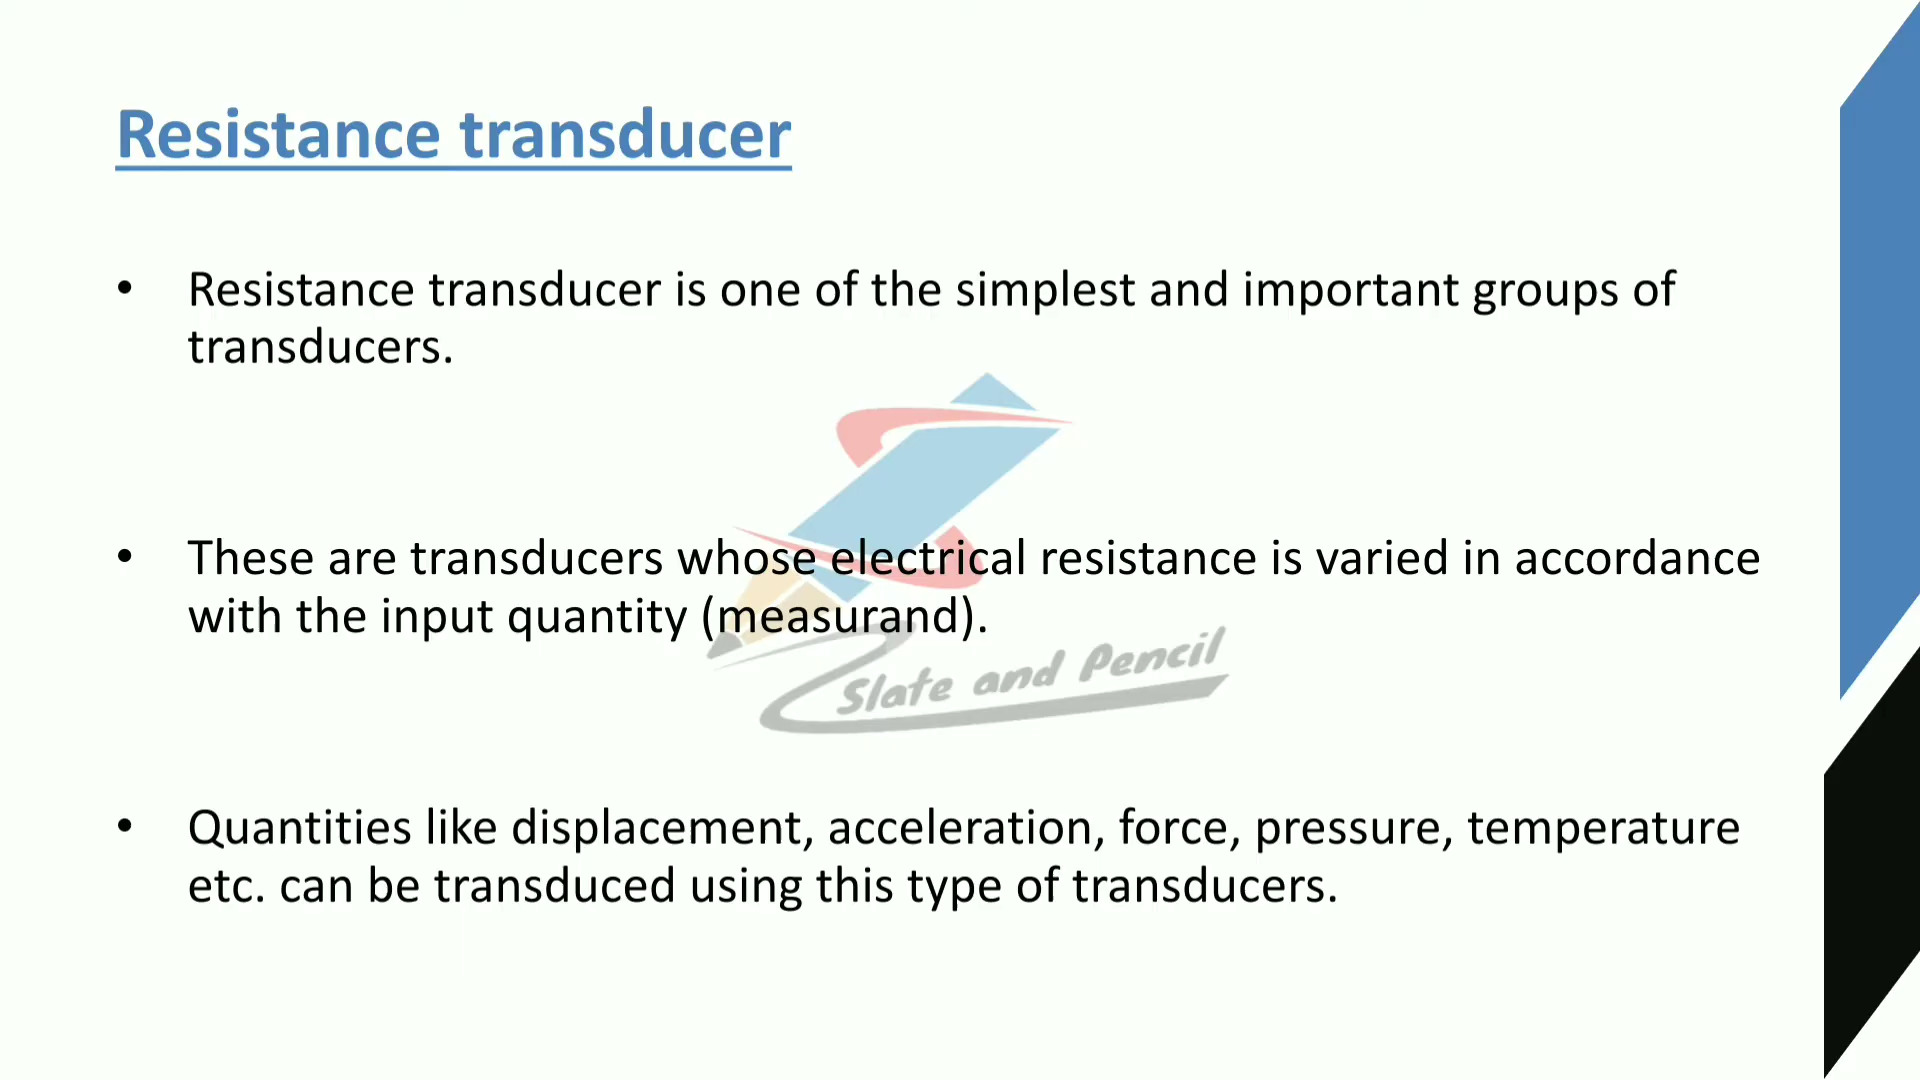 Resistance transducer
• Resistance transducer is one of the simplest and important groups of
transducers.
• These are transducers whose electrical resistance is varied in accordance
with the input quantity (measurand).
Slate and Pencil
• Quantities like displacement, acceleration, force, pressure, temperature
etc. can be transduced using this type of transducers.